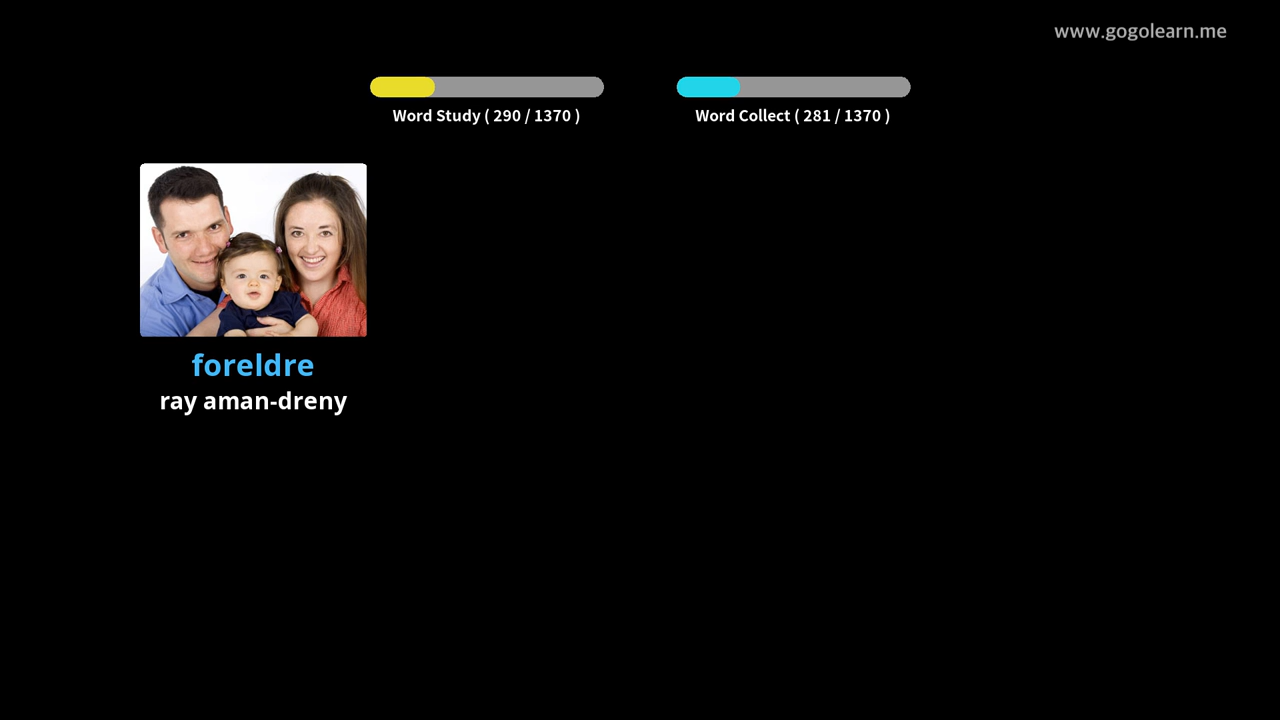 www.gogolearn.me
Word Study ( 290 / 1370 )
Word Collect ( 281 / 1370 )
foreldre
ray aman-dreny